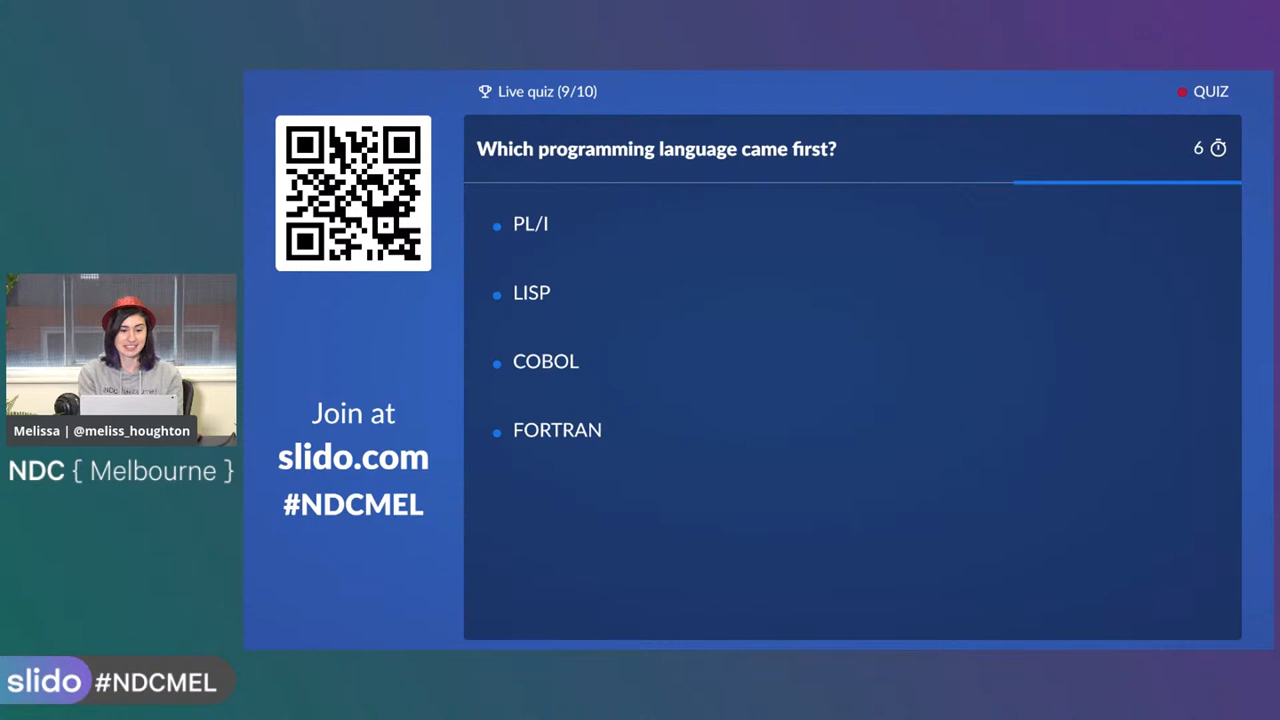 Live quiz (9/10)
QUIZ
Which programming language came first?
6
PL/I
LISP
COBOL
FORTRAN
Join at
slido.com
#NDCMEL
Melissa | @meliss_houghton
NDC { Melbourne }
slido #NDCMEL